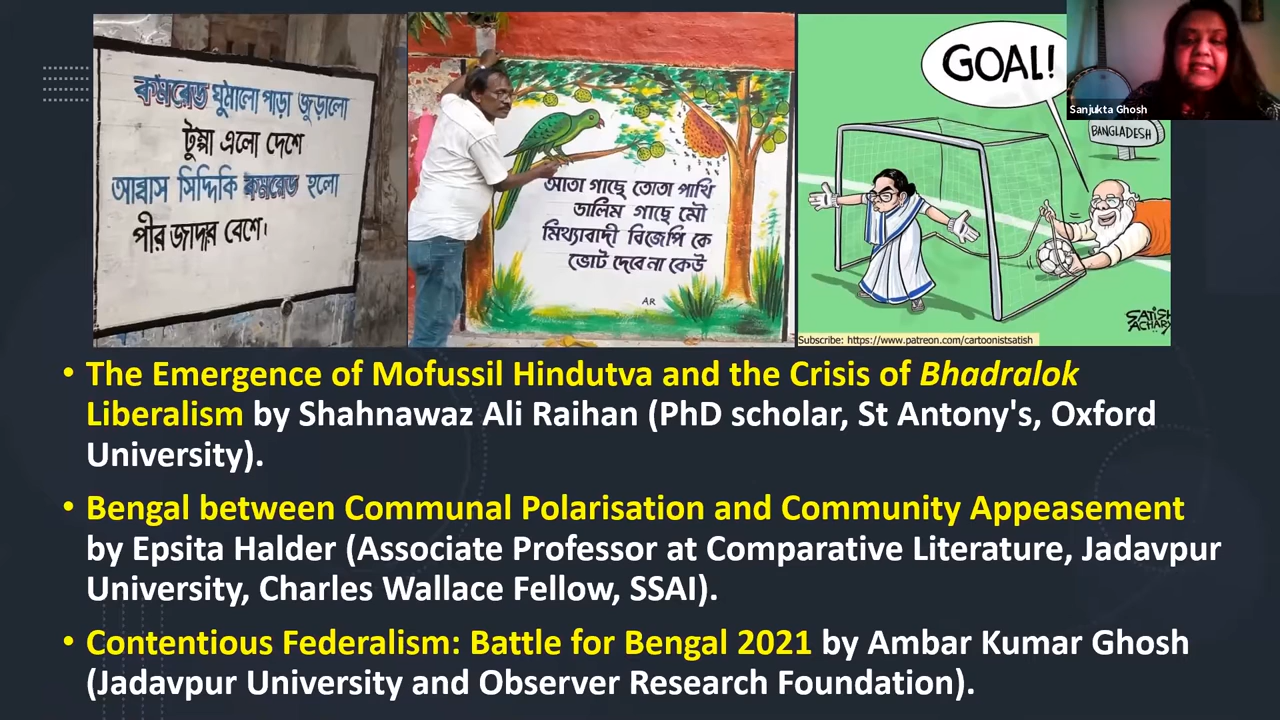 কমরেড ঘুমালো পাড়া জুড়ালো
টুম্পা এলো দেশে
আব্বাস সিদ্দিকি কমরেড হলো
পীর জাদার বেশে।
আতা গাছে তোতা পাখি
ডালিম গাছে মৌ
মিথ্যাবাদী বিজেপি কে
ভোট দেবে না কেউ
AR
GOAL!
BANGLADESH
SATISH
ACHARY
Subscribe: https://www.patreon.com/cartoonistsatish
Sanjukta Ghosh
• The Emergence of Mofussil Hindutva and the Crisis of Bhadralok
Liberalism by Shahnawaz Ali Raihan (PhD scholar, St Antony's, Oxford
University).
• Bengal between Communal Polarisation and Community Appeasement
by Epsita Halder (Associate Professor at Comparative Literature, Jadavpur
University, Charles Wallace Fellow, SSAI).
• Contentious Federalism: Battle for Bengal 2021 by Ambar Kumar Ghosh
(Jadavpur University and Observer Research Foundation).